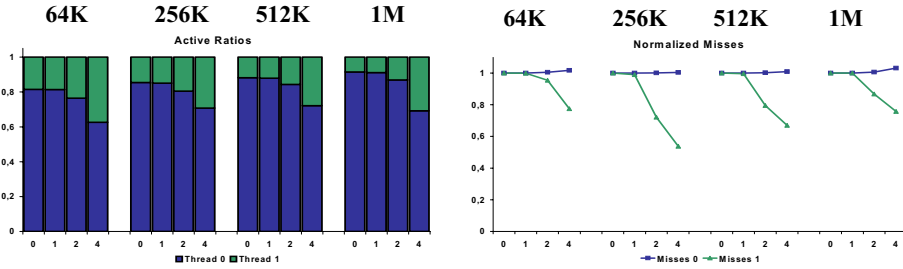 64K 256K 512K 1M
Active Ratios
1
0,8
0,6
0,4
0,2
0
0 1 2 4 0 1 2 4 0 1 2 4 0 1 2 4
Thread 0 Thread 1
64K 256K 512K 1M
Normalized Misses
1
0,8
0,6
0,4
0,2
0
0 1 2 4 0 1 2 4 0 1 2 4 0 1 2 4
Misses 0 Misses 1